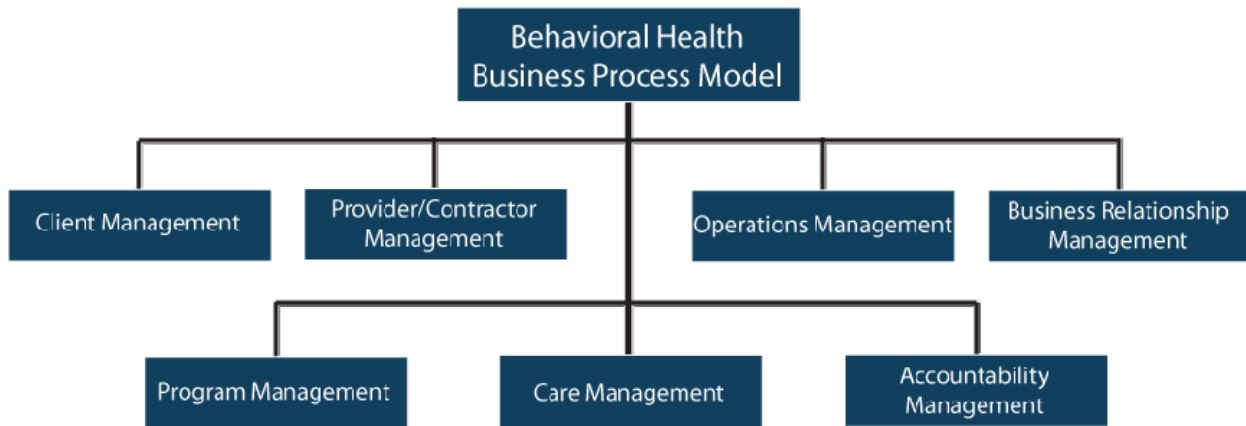 Behavioral Health
Business Process Model
Client Management
Provider/Contractor
Management
Operations Management
Business Relationship
Management
Program Management
Care Management
Accountability
Management